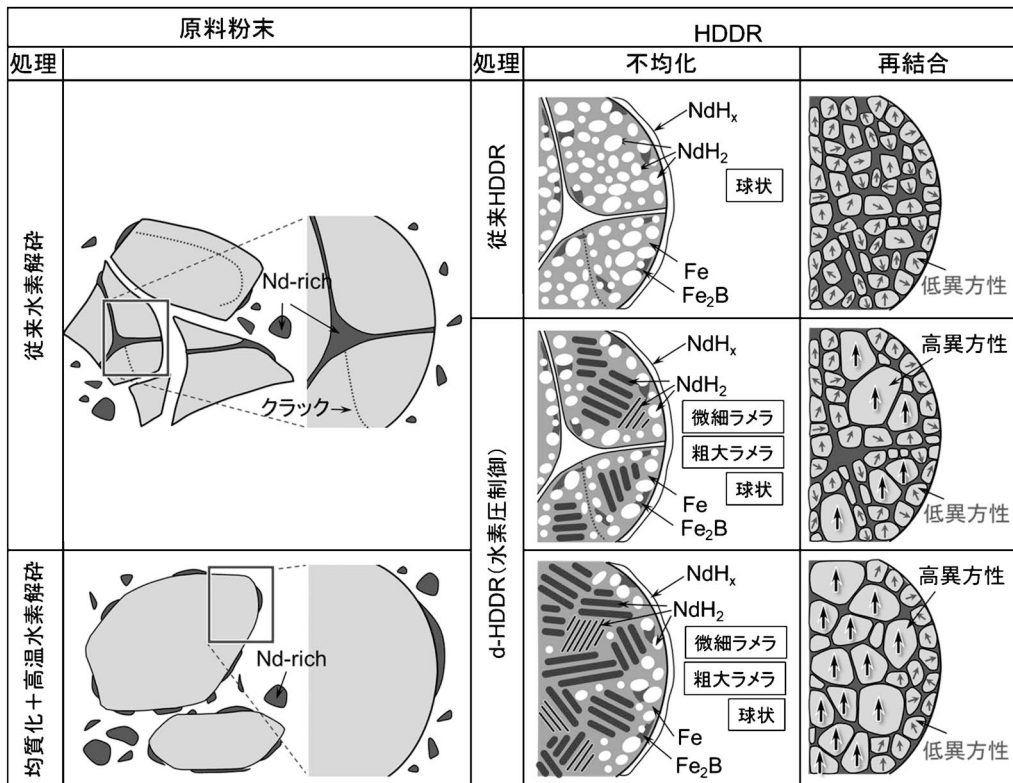 原料粉末
HDDR
処理
処理
不均化
再結合
従来水素解砕
Nd-rich
クラック
従来HDDR
NdHx
NdH2
球状
Fe
Fe2B
低異方性
d-HDDR(水素圧制御)
NdHx
NdH2
微細ラメラ
粗大ラメラ
球状
Fe
Fe2B
高異方性
低異方性
均質化+高温水素解砕
Nd-rich
NdHx
NdH2
微細ラメラ
粗大ラメラ
球状
Fe
Fe2B
高異方性
低異方性